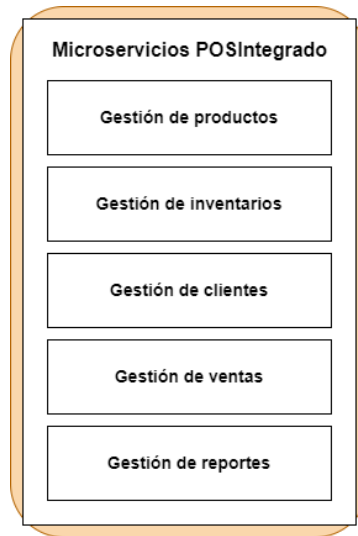 Microservicios POSIntegrado
Gestión de productos
Gestión de inventarios
Gestión de clientes
Gestión de ventas
Gestión de reportes